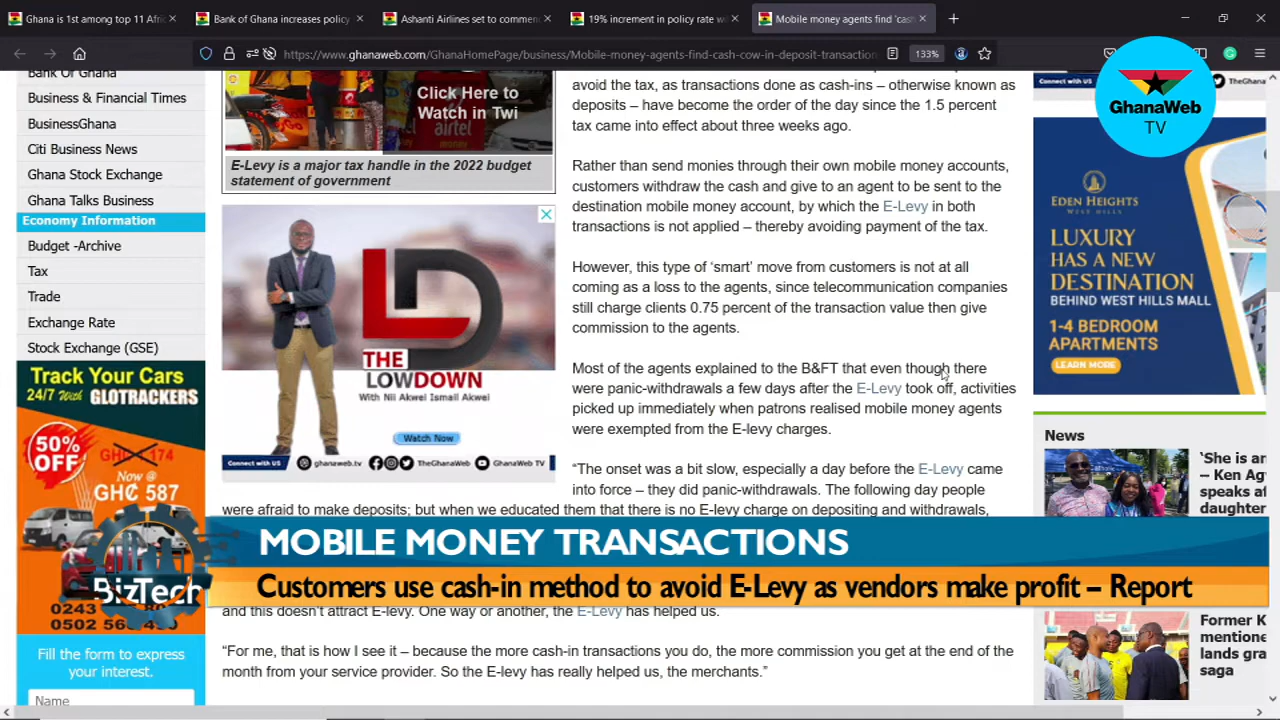 Ghana is 1st among top 11 Afri
Bank of Ghana increases policy
Ashanti Airlines set to commen
19% increment in policy rate w
Mobile money agents find 'cas
https://www.ghanaweb.com/GhanaHomePage/business/Mobile-money-agents-find-cash-cow-in-deposit-transaction
133%
GhanaWeb
TV
Bank Of Ghana
Business & Financial Times
BusinessGhana
Citi Business News
Ghana Stock Exchange
Ghana Talks Business
Economy Information
Budget -Archive
Tax
Trade
Exchange Rate
Stock Exchange (GSE)
Track Your Cars
24/7 With GLOTRACKERS
50%
OFF
Now @
GH₵ 587
0243
0502
Fill the form to express
your interest.
Name
Click Here to
Watch in Twi
airtel
E-Levy is a major tax handle in the 2022 budget
statement of government
LD
THE
LOWDOWN
With Nii Akwei Ismail Akwei
Watch Now
Connect with US
ghanaweb.tv
TheGhanaWeb
GhanaWeb TV
avoid the tax, as transactions done as cash-ins – otherwise known as
deposits – have become the order of the day since the 1.5 percent
tax came into effect about three weeks ago.
Rather than send monies through their own mobile money accounts,
customers withdraw the cash and give to an agent to be sent to the
destination mobile money account, by which the E-Levy in both
transactions is not applied – thereby avoiding payment of the tax.
However, this type of ‘smart’ move from customers is not at all
coming as a loss to the agents, since telecommunication companies
still charge clients 0.75 percent of the transaction value then give
commission to the agents.
Most of the agents explained to the B&FT that even though there
were panic-withdrawals a few days after the E-Levy took off, activities
picked up immediately when patrons realised mobile money agents
were exempted from the E-levy charges.
“The onset was a bit slow, especially a day before the E-Levy came
into force – they did panic-withdrawals. The following day people
were afraid to make deposits; but when we educated them that there is no E-levy charge on depositing and withdrawals,
MOBILE MONEY TRANSACTIONS
BizTech
Customers use cash-in method to avoid E-Levy as vendors make profit – Report
and this doesn’t attract E-levy. One way or another, the E-Levy has helped us.
“For me, that is how I see it – because the more cash-in transactions you do, the more commission you get at the end of the
month from your service provider. So the E-levy has really helped us, the merchants.”
Connect with US
TheGhana
EDEN HEIGHTS
WEST HILLS
LUXURY
HAS A NEW
DESTINATION
BEHIND WEST HILLS MALL
1-4 BEDROOM
APARTMENTS
LEARN MORE
News
‘She is an
– Ken Ag
speaks af
daughter
Former K
mentione
lands gra
saga